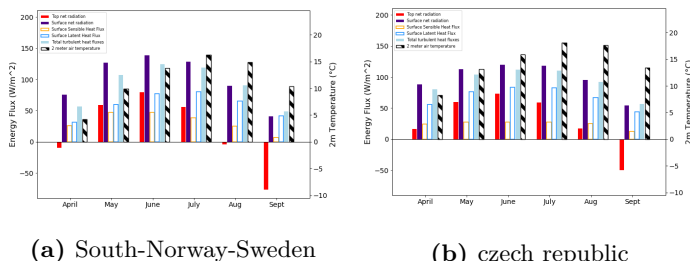 Top net radiation
Surface net radiation
Surface Sensible Heat Flux
Surface Latent Heat Flux
Total turbulent heat fluxes
2 meter air temperature
200
150
100
50
0
−50
Energy Flux (W/m^2)
20
15
10
5
0
−5
−10
2m Temperature (°C)
April May June July Aug Sept
(a) South-Norway-Sweden
Top net radiation
Surface net radiation
Surface Sensible Heat Flux
Surface Latent Heat Flux
Total turbulent heat fluxes
2 meter air temperature
200
150
100
50
0
−50
Energy Flux (W/m^2)
20
15
10
5
0
−5
−10
2m Temperature (°C)
April May June July Aug Sept
(b) czech republic